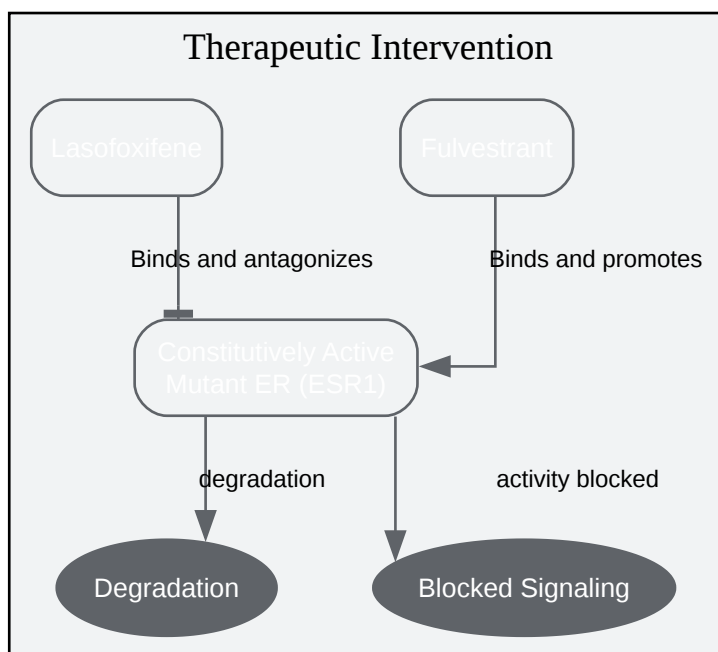 Therapeutic Intervention
Lasofoxifene
Fulvestrant
Binds and antagonizes
Binds and promotes
Constitutively Active
Mutant ER (ESR1)
degradation
activity blocked
Degradation
Blocked Signaling